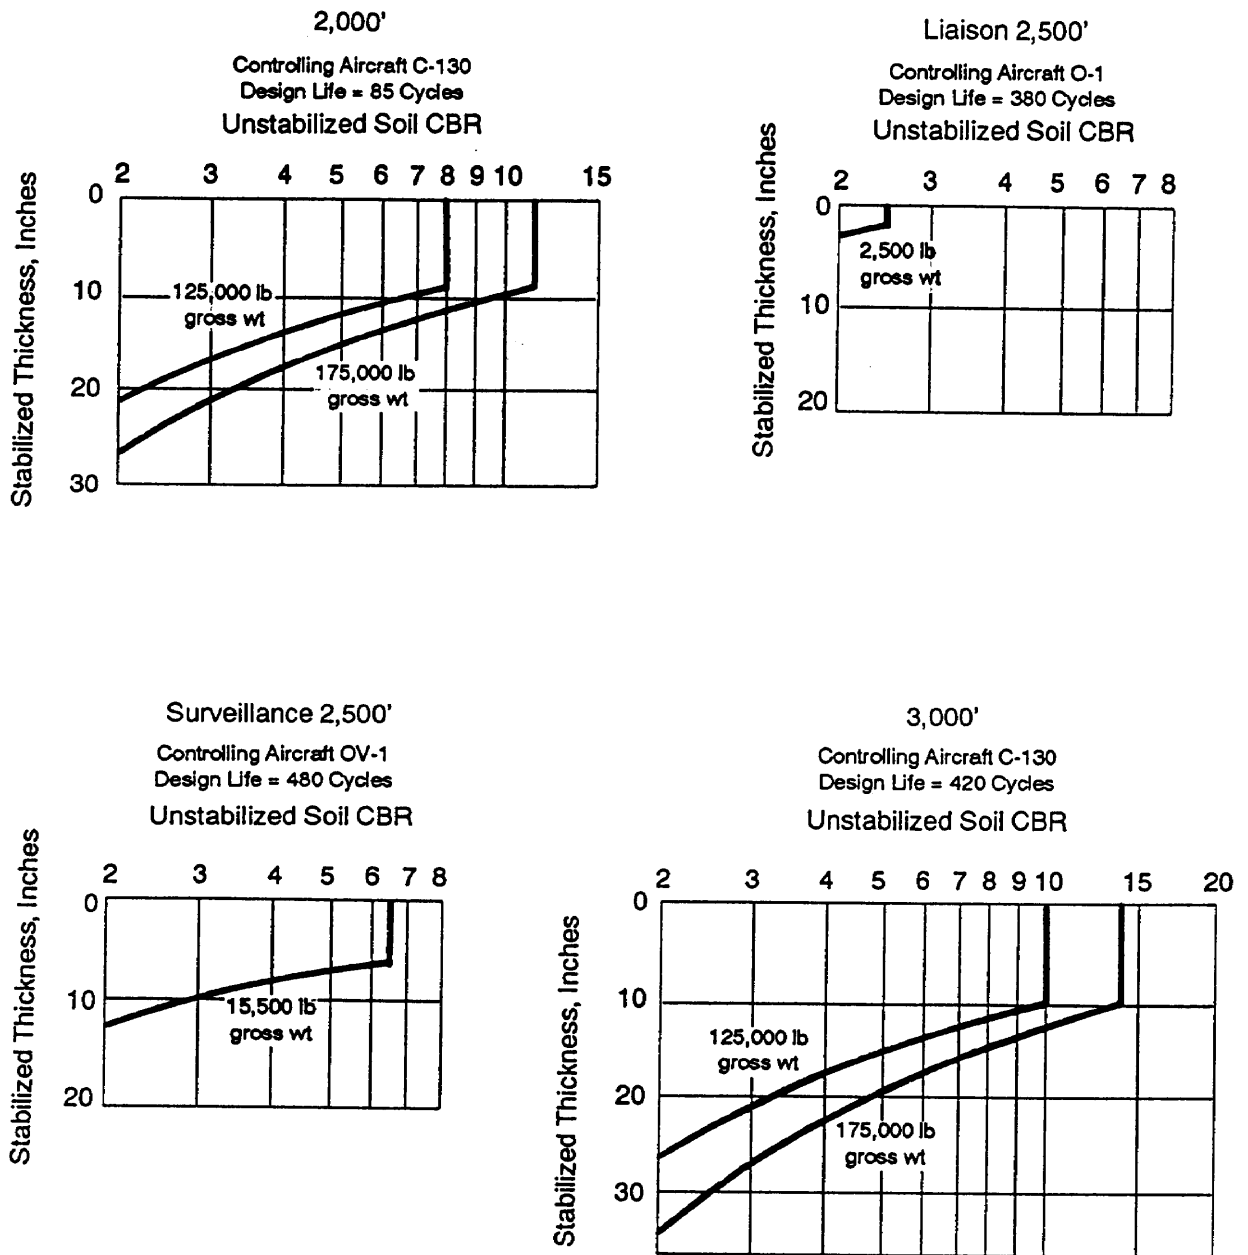 2,000'
Controlling Aircraft C-130
Design Life = 85 Cycles
Unstabilized Soil CBR
2 3 4 5 6 7 8 9 10 15
Stabilized Thickness, Inches
0
10
20
30
125,000 lb
gross wt
175,000 lb
gross wt
Liaison 2,500'
Controlling Aircraft O-1
Design Life = 380 Cycles
Unstabilized Soil CBR
2 3 4 5 6 7 8
Stabilized Thickness, Inches
0
10
20
2,500 lb
gross wt
Surveillance 2,500'
Controlling Aircraft OV-1
Design Life = 480 Cycles
Unstabilized Soil CBR
2 3 4 5 6 7 8
Stabilized Thickness, Inches
0
10
20
15,500 lb
gross wt
3,000'
Controlling Aircraft C-130
Design Life = 420 Cycles
Unstabilized Soil CBR
2 3 4 5 6 7 8 9 10 15 20
Stabilized Thickness, Inches
0
10
20
30
125,000 lb
gross wt
175,000 lb
gross wt